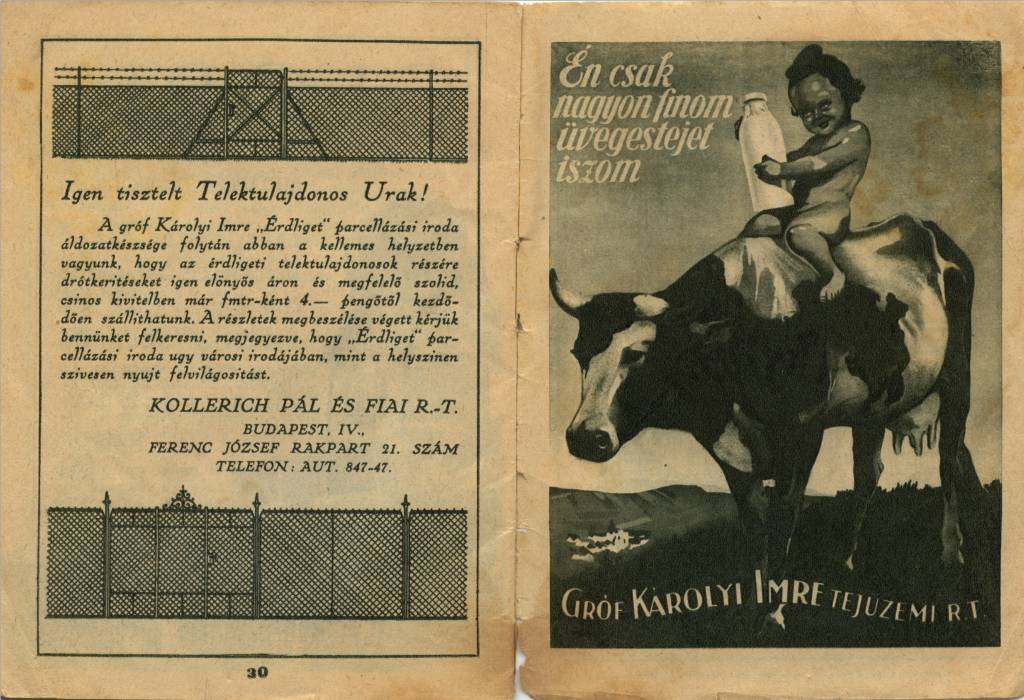 Igen tisztelt Telektulajdonos Urak!
A gróf Károlyi Imre „Érdliget“ parcellázási iroda
áldozatkészsége folytán abban a kellemes helyzetben
vagyunk, hogy az érdligeti telektulajdonosok részére
drótkeritéseket igen előnyös áron és megfelelő szolid,
csinos kivitelben már fmtr-ként 4.— pengőtől kezdő-
dően szállithatunk. A részletek megbeszélése végett kérjük
bennünket felkeresni, megjegyezve, hogy „Érdliget“ par-
cellázási iroda ugy városi irodájában, mint a helyszinen
szivesen nyujt felvilágositást.
KOLLERICH PÁL ÉS FIAI R.-T.
BUDAPEST, IV.,
FERENC JÓZSEF RAKPART 21. SZÁM
TELEFON: AUT. 847-47.
30
Én csak
nagyon finom
üvegestejet
iszom
GRÓF KÁROLYI IMRE TEJÜZEMI R.T.